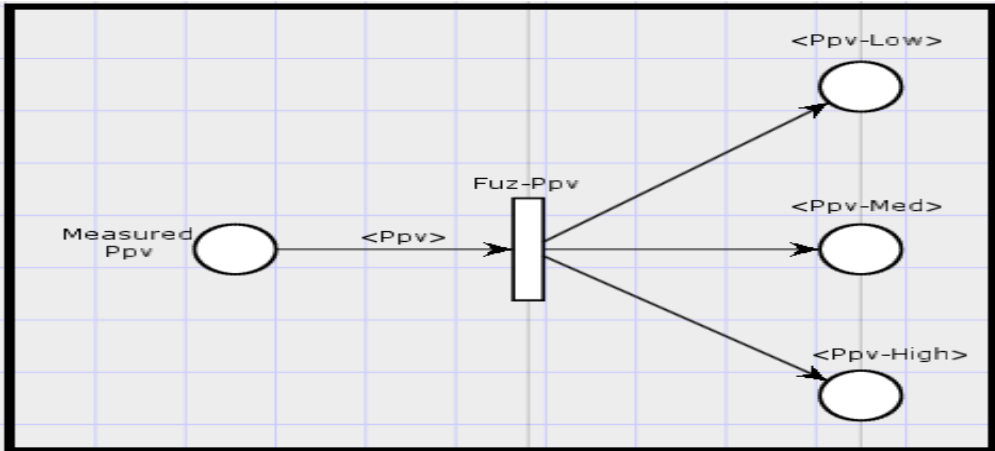 <Ppv-Low>
Fuz-Ppv
<Ppv-Med>
Measured
Ppv
<Ppv>
<Ppv-High>